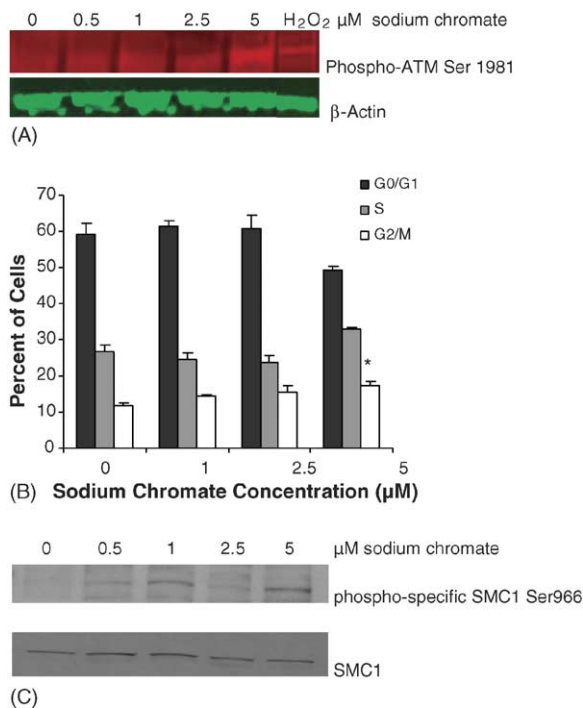 0 0.5 1 2.5 5 H₂O₂ µM sodium chromate
Phospho-ATM Ser 1981
β-Actin
(A)
70
60
50
40
30
20
10
0
Percent of Cells
G0/G1
S
G2/M
*
0 1 2.5 5
(B) Sodium Chromate Concentration (µM)
0 0.5 1 2.5 5 µM sodium chromate
phospho-specific SMC1 Ser966
SMC1
(C)